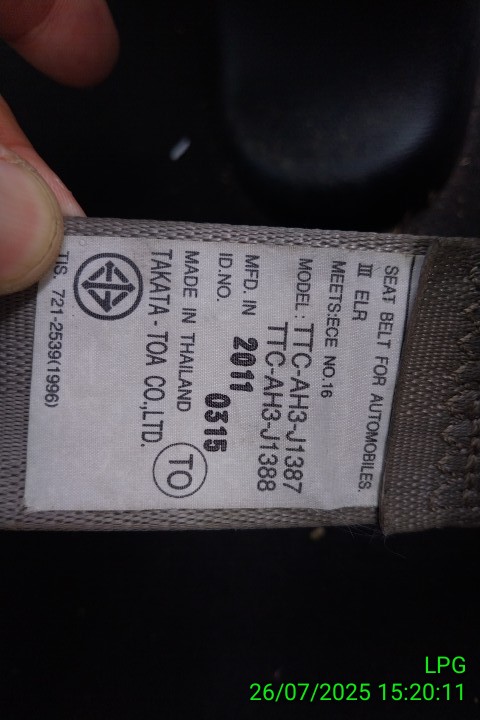 SEAT BELT FOR AUTOMOBILES.
III ELR
MEETS:ECE NO.16
MODEL: TTC-AH3-J1387
TTC-AH3-J1388
MFD. IN 2011
ID.NO. 0315
MADE IN THAILAND
TAKATA - TOA CO.,LTD.
TO
TIS. 721-2539(1996)
LPG
26/07/2025 15:20:11